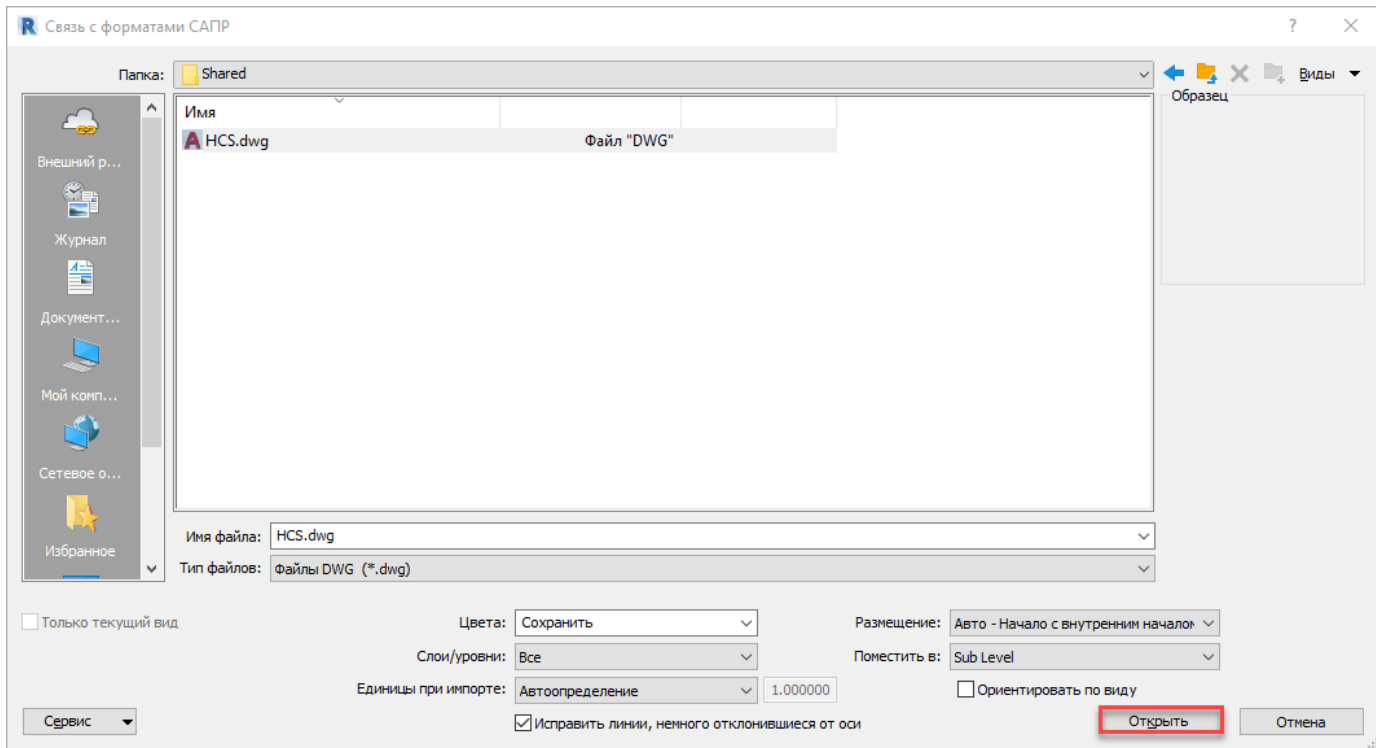 Связь с форматами САПР
Папка: Shared
Виды
Образец
Имя
HCS.dwg Файл "DWG"
Внешний р...
Журнал
Документ...
Мой комп...
Сетевое о...
Избранное
Имя файла: HCS.dwg
Тип файлов: Файлы DWG (*.dwg)
Только текущий вид
Цвета: Сохранить
Размещение: Авто - Начало с внутренним началом
Слои/уровни: Все
Поместить в: Sub Level
Единицы при импорте: Автоопределение 1.000000
Ориентировать по виду
Исправить линии, немного отклонившиеся от оси
Сервис
Открыть
Отмена